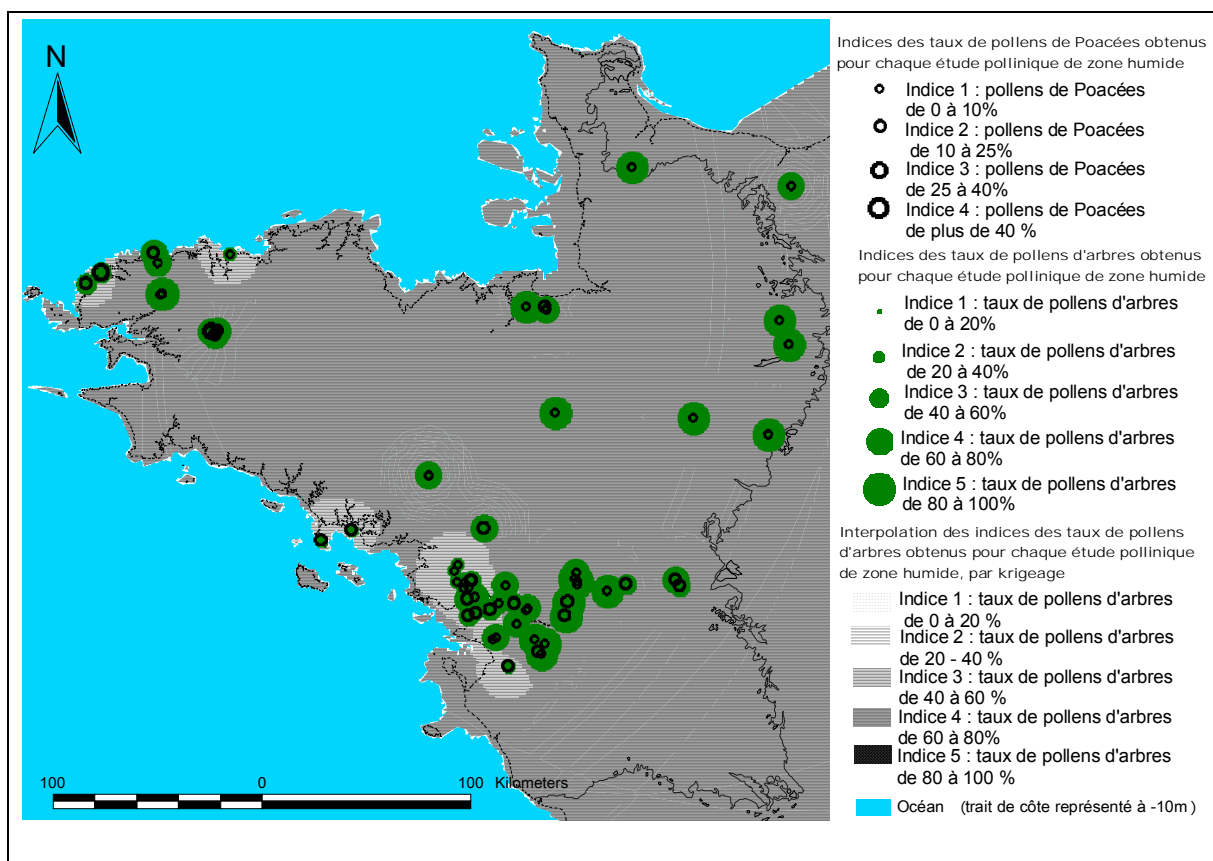 N
100
0
100
Kilometers
Indices des taux de pollens de Poacées obtenus
pour chaque étude pollinique de zone humide
Indice 1 : pollens de Poacées
de 0 à 10%
Indice 2 : pollens de Poacées
de 10 à 25%
Indice 3 : pollens de Poacées
de 25 à 40%
Indice 4 : pollens de Poacées
de plus de 40 %
Indices des taux de pollens d'arbres obtenus
pour chaque étude pollinique de zone humide
Indice 1 : taux de pollens d'arbres
de 0 à 20%
Indice 2 : taux de pollens d'arbres
de 20 à 40%
Indice 3 : taux de pollens d'arbres
de 40 à 60%
Indice 4 : taux de pollens d'arbres
de 60 à 80%
Indice 5 : taux de pollens d'arbres
de 80 à 100%
Interpolation des indices des taux de pollens
d'arbres obtenus pour chaque étude pollinique
de zone humide, par krigeage
Indice 1 : taux de pollens d'arbres
de 0 à 20 %
Indice 2 : taux de pollens d'arbres
de 20 - 40 %
Indice 3 : taux de pollens d'arbres
de 40 à 60 %
Indice 4 : taux de pollens d'arbres
de 60 à 80%
Indice 5 : taux de pollens d'arbres
de 80 à 100 %
Océan (trait de côte représenté à -10m )